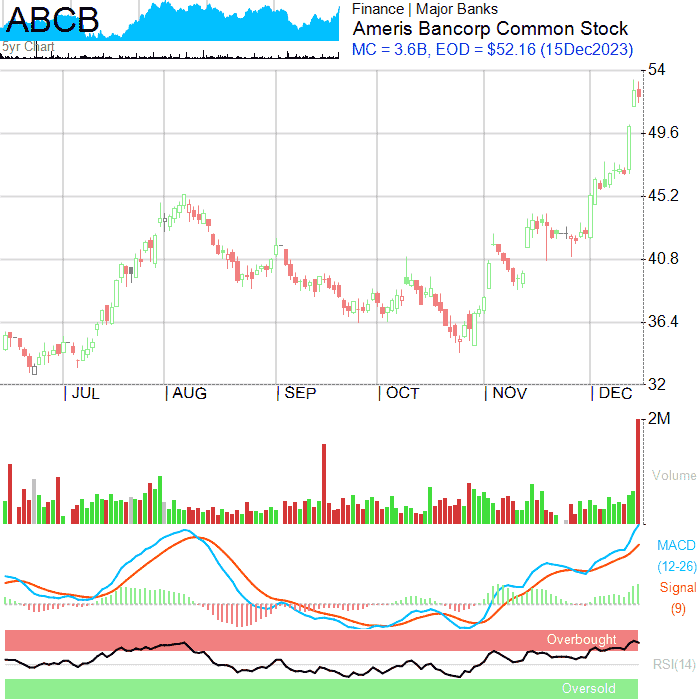 ABCB
5yr Chart
Finance | Major Banks
Ameris Bancorp Common Stock
MC = 3.6B, EOD = $52.16 (15Dec2023)
54
49.6
45.2
40.8
36.4
32
JUL AUG SEP OCT NOV DEC
2M
Volume
MACD
(12-26)
Signal
(9)
Overbought
RSI(14)
Oversold